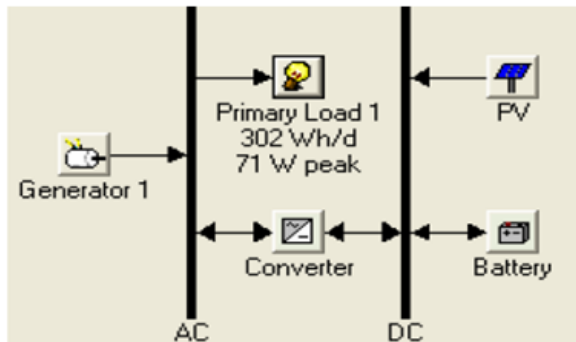 Primary Load 1
302 Wh/d
71 W peak
PV
Generator 1
Converter
Battery
AC
DC